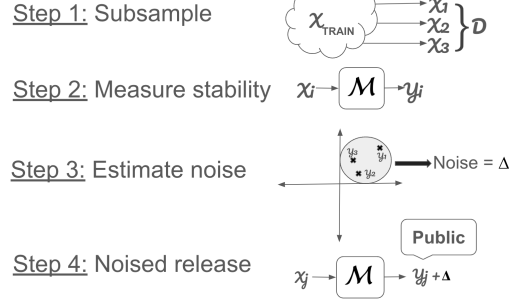 Step 1: Subsample
𝒳TRAIN
𝒳1
𝒳2
𝒳3
D
Step 2: Measure stability
𝒳i
ℳ
𝓎i
Step 3: Estimate noise
𝓎3
𝓎1
𝓎2
Noise = Δ
Public
Step 4: Noised release
𝓍j
ℳ
𝓎j + Δ